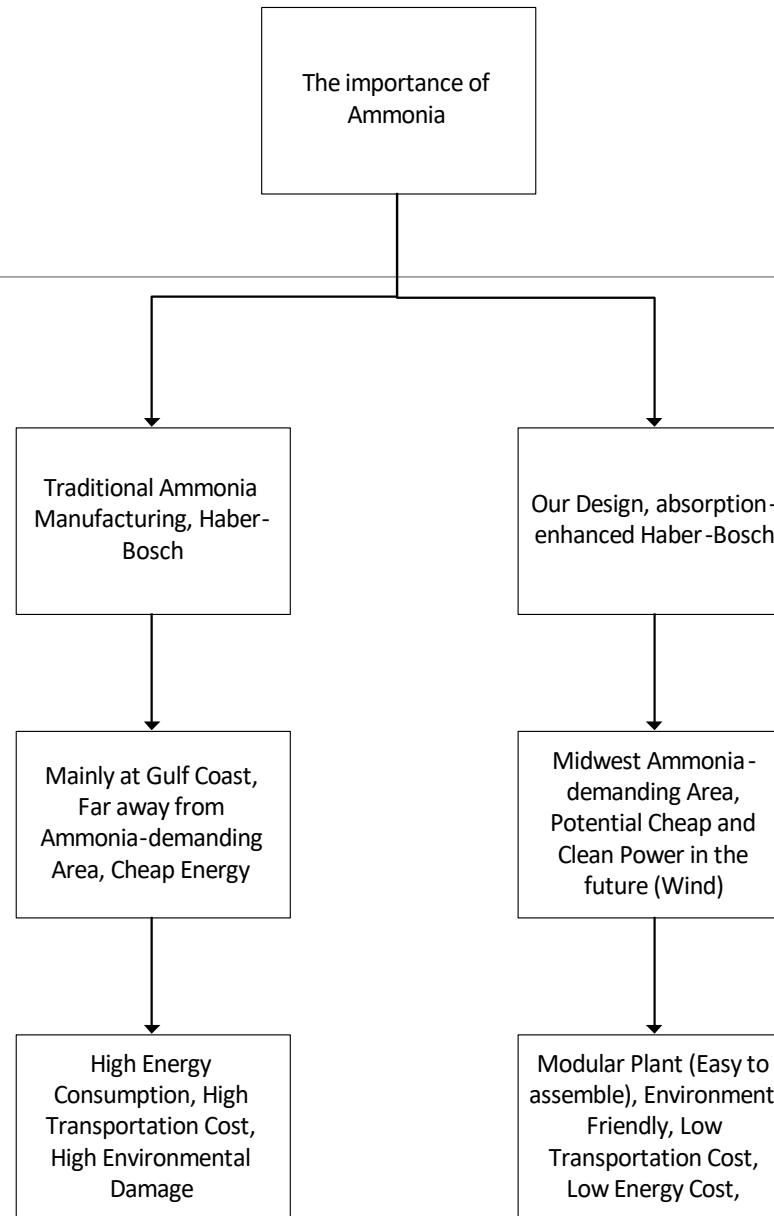 The importance of
Ammonia
Traditional Ammonia
Manufacturing, Haber-
Bosch
Our Design, absorption-
enhanced Haber-Bosch
Mainly at Gulf Coast,
Far away from
Ammonia-demanding
Area, Cheap Energy
Midwest Ammonia-
demanding Area,
Potential Cheap and
Clean Power in the
future (Wind)
High Energy
Consumption, High
Transportation Cost,
High Environmental
Damage
Modular Plant (Easy to
assemble), Environment
Friendly, Low
Transportation Cost,
Low Energy Cost,